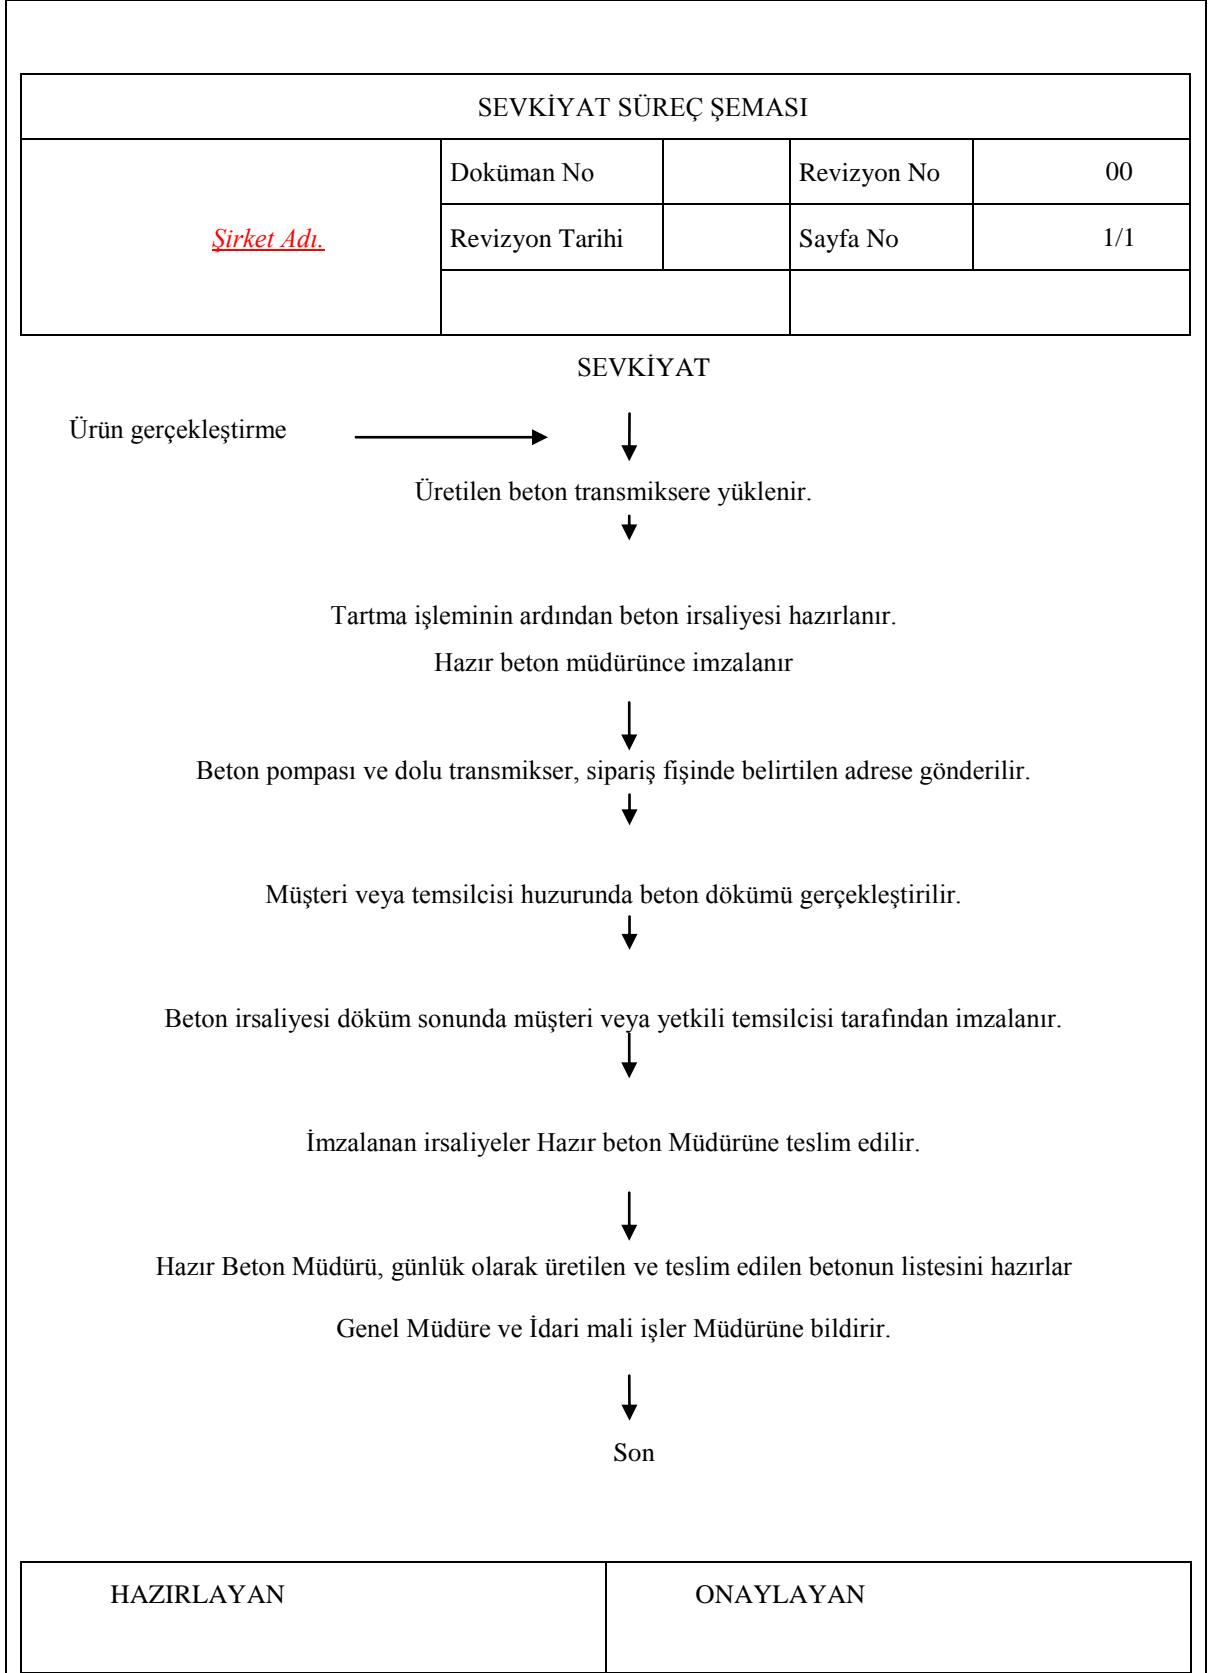 SEVKİYAT SÜREÇ ŞEMASI
Doküman No
Revizyon No
00
Şirket Adı.
Revizyon Tarihi
Sayfa No
1/1
SEVKİYAT
Ürün gerçekleştirme
Üretilen beton transmiksere yüklenir.
Tartma işleminin ardından beton irsaliyesi hazırlanır.
Hazır beton müdürünce imzalanır
Beton pompası ve dolu transmikser, sipariş fişinde belirtilen adrese gönderilir.
Müşteri veya temsilcisi huzurunda beton dökümü gerçekleştirilir.
Beton irsaliyesi döküm sonunda müşteri veya yetkili temsilcisi tarafından imzalanır.
İmzalanan irsaliyeler Hazır beton Müdürüne teslim edilir.
Hazır Beton Müdürü, günlük olarak üretilen ve teslim edilen betonun listesini hazırlar
Genel Müdüre ve İdari mali işler Müdürüne bildirir.
Son
HAZIRLAYAN
ONAYLAYAN